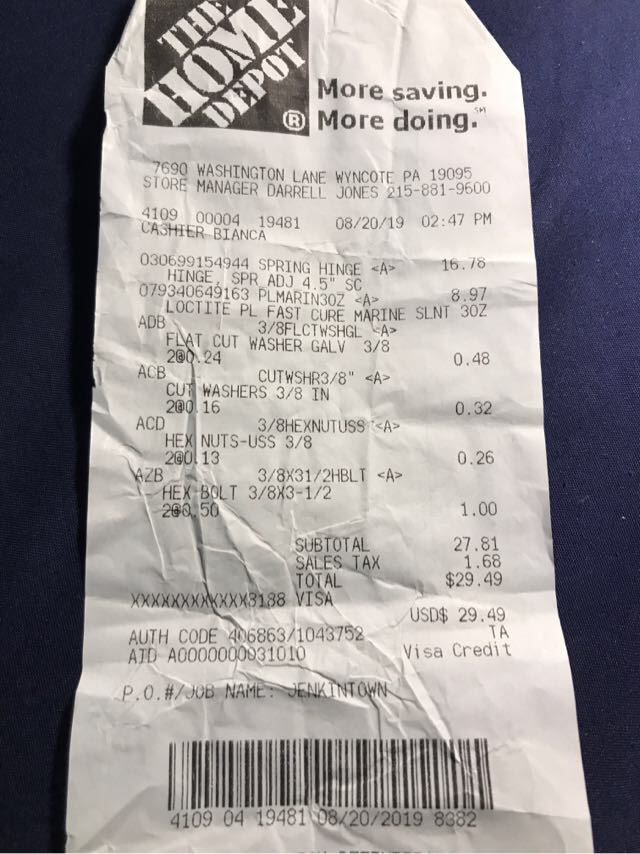 THE
HOME
DEPOT
®
More saving.
More doing.℠
7690 WASHINGTON LANE WYNCOTE PA 19095
STORE MANAGER DARRELL JONES 215-881-9600
4109 00004 19481 08/20/19 02:47 PM
CASHIER BIANCA
030699154944 SPRING HINGE <A> 16.78
HINGE, SPR ADJ 4.5" SC
079340649163 PLMARIN3OZ <A> 8.97
LOCTITE PL FAST CURE MARINE SLNT 3OZ
ADB 3/8FLCTWSHGL <A>
FLAT CUT WASHER GALV 3/8
2@0.24 0.48
ACB CUTWSHR3/8" <A>
CUT WASHERS 3/8 IN
2@0.16 0.32
ACD 3/8HEXNUTUSS <A>
HEX NUTS-USS 3/8
2@0.13 0.26
AZB 3/8X31/2HBLT <A>
HEX BOLT 3/8X3-1/2
2@0.50 1.00
SUBTOTAL 27.81
SALES TAX 1.68
TOTAL $29.49
XXXXXXXXXXXX3188 VISA
USD$ 29.49
AUTH CODE 406863/1043752 TA
AID A0000000031010 Visa Credit
P.O.#/JOB NAME: JENKINTOWN
4109 04 19481 08/20/2019 8382